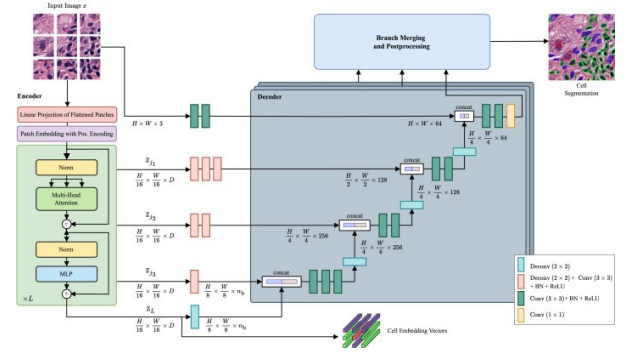 Input Image x
Encoder
Linear Projection of Flattened Patches
Patch Embedding with Pos. Encoding
Norm
Multi-Head
Attention
+
Norm
MLP
+
×L
H × W × 3
Z_{j_1}
H/16 × W/16 × D
Z_{j_2}
H/16 × W/16 × D
Z_{j_3}
H/16 × W/16 × D
H/8 × W/8 × n_b
Z_L
H/16 × W/16 × D
H/8 × W/8 × n_b
Branch Merging
and Postprocessing
Cell
Segmentation
Decoder
H × W × 64
concat
H/4 × W/4 × 64
concat
H/2 × W/2 × 128
H/4 × W/4 × 128
concat
H/4 × W/4 × 256
H/4 × W/4 × 256
concat
Cell Embedding Vectors
Deconv (2 × 2)
Deconv (2 × 2) + Conv (3 × 3)
+ BN + ReLU
Conv (3 × 3)+ BN + ReLU
Conv (1 × 1)